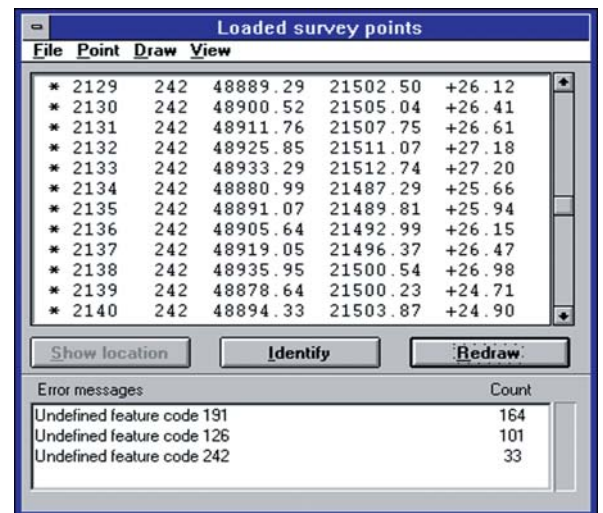 Loaded survey points
File Point Draw View
* 2129 242 48889.29 21502.50 +26.12
* 2130 242 48900.52 21505.04 +26.41
* 2131 242 48911.76 21507.75 +26.61
* 2132 242 48925.85 21511.07 +27.18
* 2133 242 48933.29 21512.74 +27.20
* 2134 242 48880.99 21487.29 +25.66
* 2135 242 48891.07 21489.81 +25.94
* 2136 242 48905.64 21492.99 +26.15
* 2137 242 48919.05 21496.37 +26.47
* 2138 242 48935.95 21500.54 +26.98
* 2139 242 48878.64 21500.23 +24.71
* 2140 242 48894.33 21503.87 +24.90
Show location Identify Redraw
Error messages Count
Undefined feature code 191 164
Undefined feature code 126 101
Undefined feature code 242 33